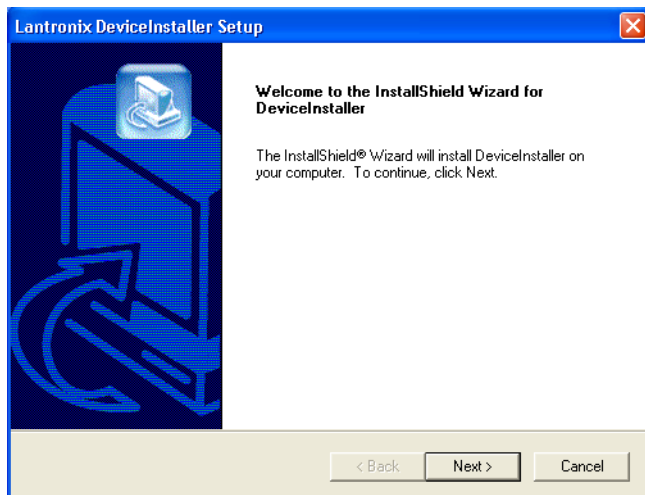 Lantronix DeviceInstaller Setup
Welcome to the InstallShield Wizard for
DeviceInstaller
The InstallShield® Wizard will install DeviceInstaller on
your computer. To continue, click Next.
< Back
Next >
Cancel